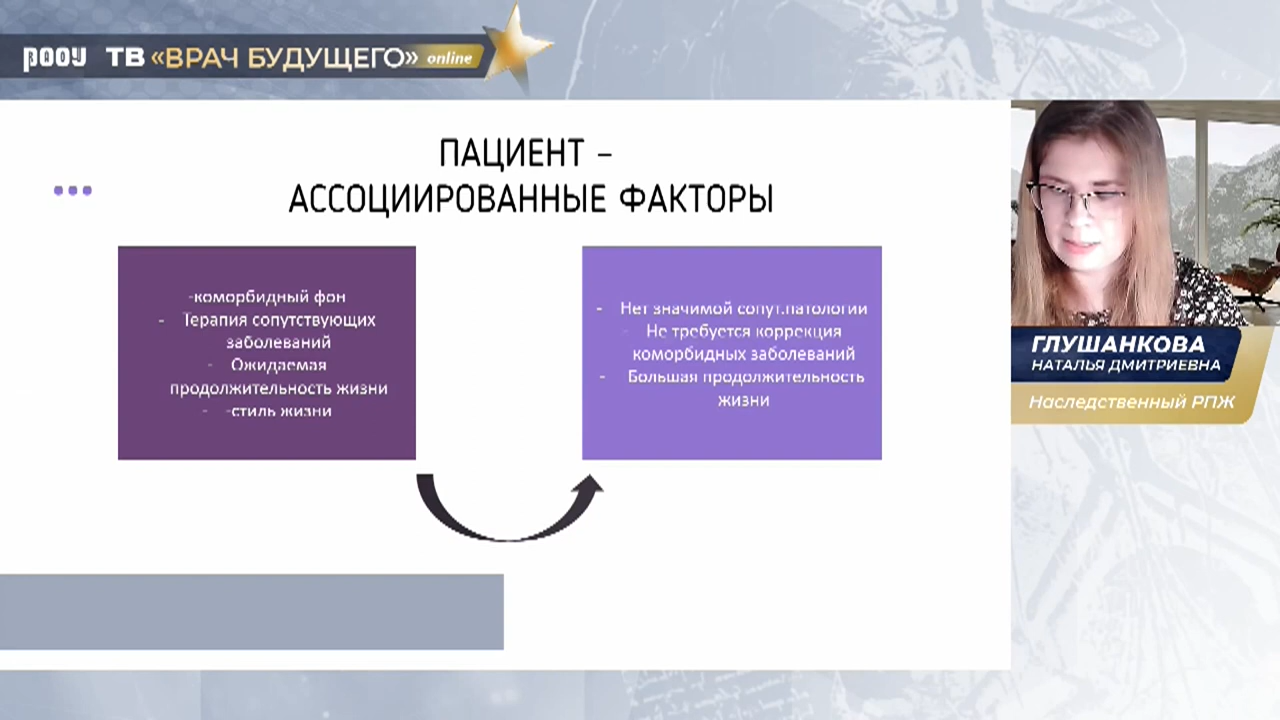 РООУ ТВ «ВРАЧ БУДУЩЕГО» online
ПАЦИЕНТ –
АССОЦИИРОВАННЫЕ ФАКТОРЫ
-коморбидный фон
- Терапия сопутствующих
заболеваний
- Ожидаемая
продолжительность жизни
- -стиль жизни
- Нет значимой сопут.патологии
- Не требуется коррекция
коморбидных заболеваний
- Большая продолжительность
жизни
ГЛУШАНКОВА
НАТАЛЬЯ ДМИТРИЕВНА
Наследственный РПЖ